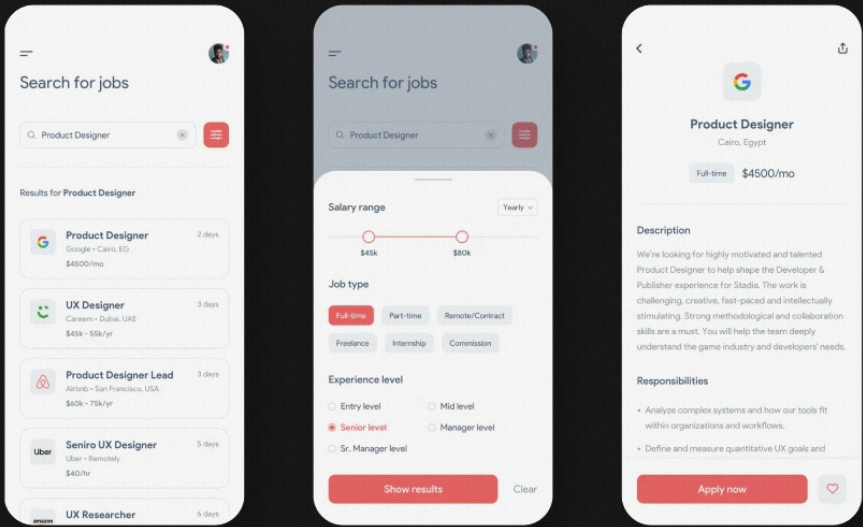 Search for jobs
Product Designer
Results for Product Designer
Product Designer
2 days
Google • Cairo, EG
$4500/mo
UX Designer
3 days
Careem • Dubai, UAE
$45k - 55k/yr
Product Designer Lead
3 days
Airbnb • San Francisco, USA
$60k - 75k/yr
Uber
Seniro UX Designer
5 days
Uber • Remotely
$40/hr
amazon
UX Researcher
6 days
Search for jobs
Product Designer
Salary range
Yearly
$45k
$80k
Job type
Full-time
Part-time
Remote/Contract
Freelance
Internship
Commission
Experience level
Entry level
Mid level
Senior level
Manager level
Sr. Manager level
Show results
Clear
G
Product Designer
Cairo, Egypt
Full-time
$4500/mo
Description
We're looking for highly motivated and talented
Product Designer to help shape the Developer &
Publisher experience for Stadia. The work is
challenging, creative, fast-paced and intellectually
stimulating. Strong methodological and collaboration
skills are a must. You will help the team deeply
understand the game industry and developers' needs.
Responsibilities
• Analyze complex systems and how our tools fit
within organizations and workflows.
• Define and measure quantitative UX goals and
Apply now